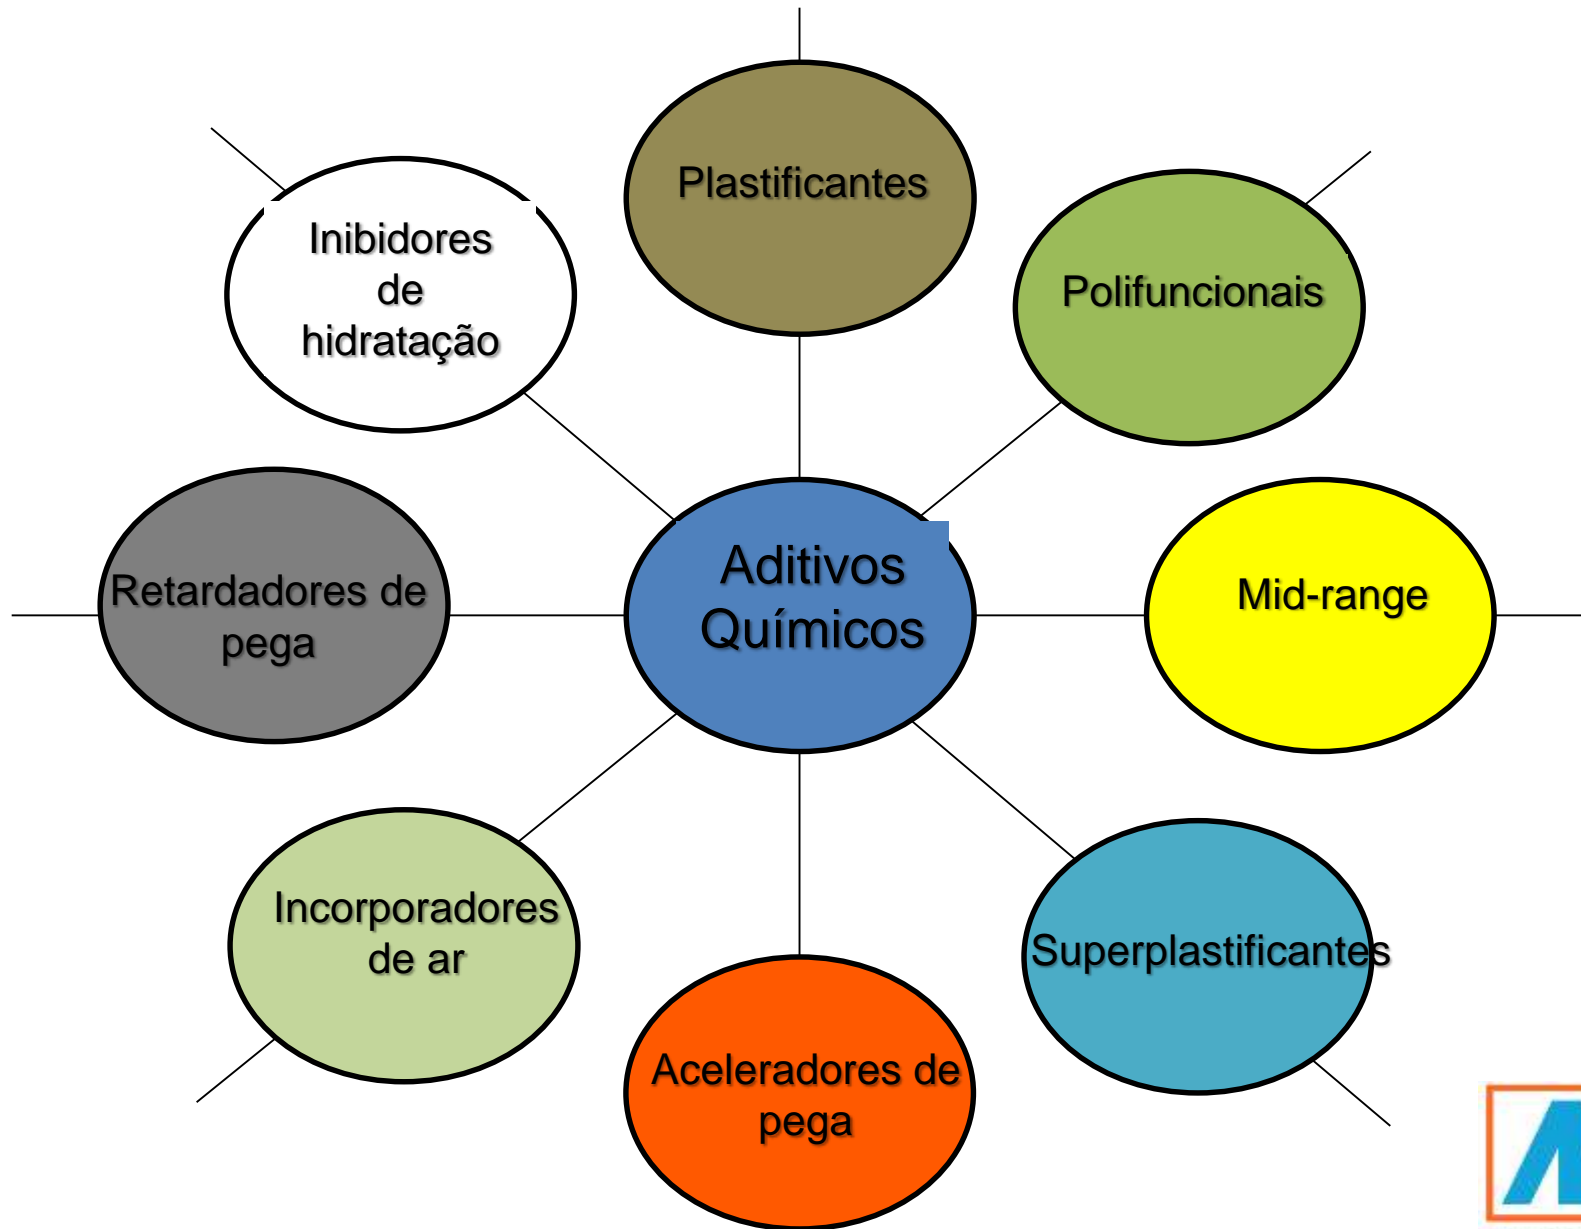 Plastificantes
Inibidores
de
hidratação
Polifuncionais
Aditivos
Químicos
Retardadores de
pega
Mid-range
Incorporadores
de ar
Superplastificantes
Aceleradores de
pega